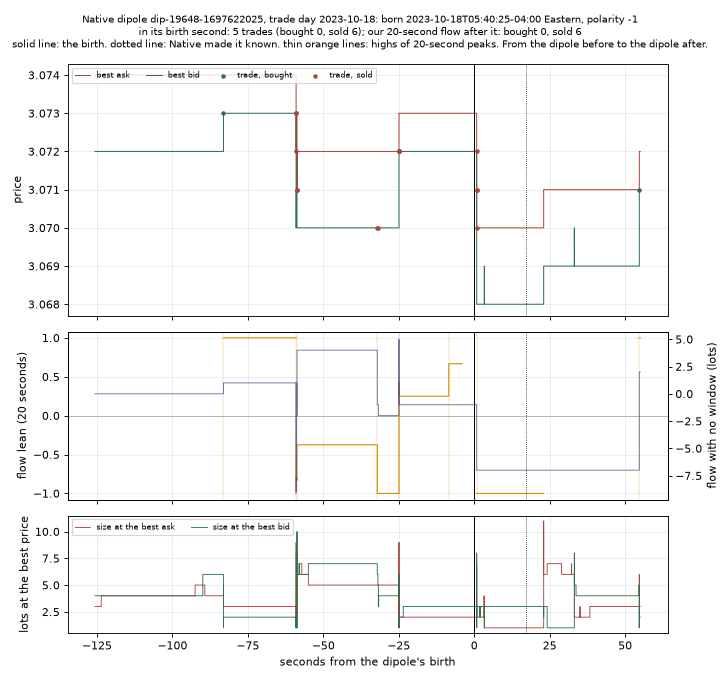 Native dipole dip-19648-1697622025, trade day 2023-10-18: born 2023-10-18T05:40:25-04:00 Eastern, polarity -1
in its birth second: 5 trades (bought 0, sold 6); our 20-second flow after it: bought 0, sold 6
solid line: the birth. dotted line: Native made it known. thin orange lines: highs of 20-second peaks. From the dipole before to the dipole after.
best ask
best bid
trade, bought
trade, sold
3.074
3.073
3.072
3.071
3.070
3.069
3.068
price
1.0
0.5
0.0
−0.5
−1.0
flow lean (20 seconds)
5.0
2.5
0.0
−2.5
−5.0
−7.5
flow with no window (lots)
size at the best ask
size at the best bid
10.0
7.5
5.0
2.5
lots at the best price
−125
−100
−75
−50
−25
0
25
50
seconds from the dipole's birth